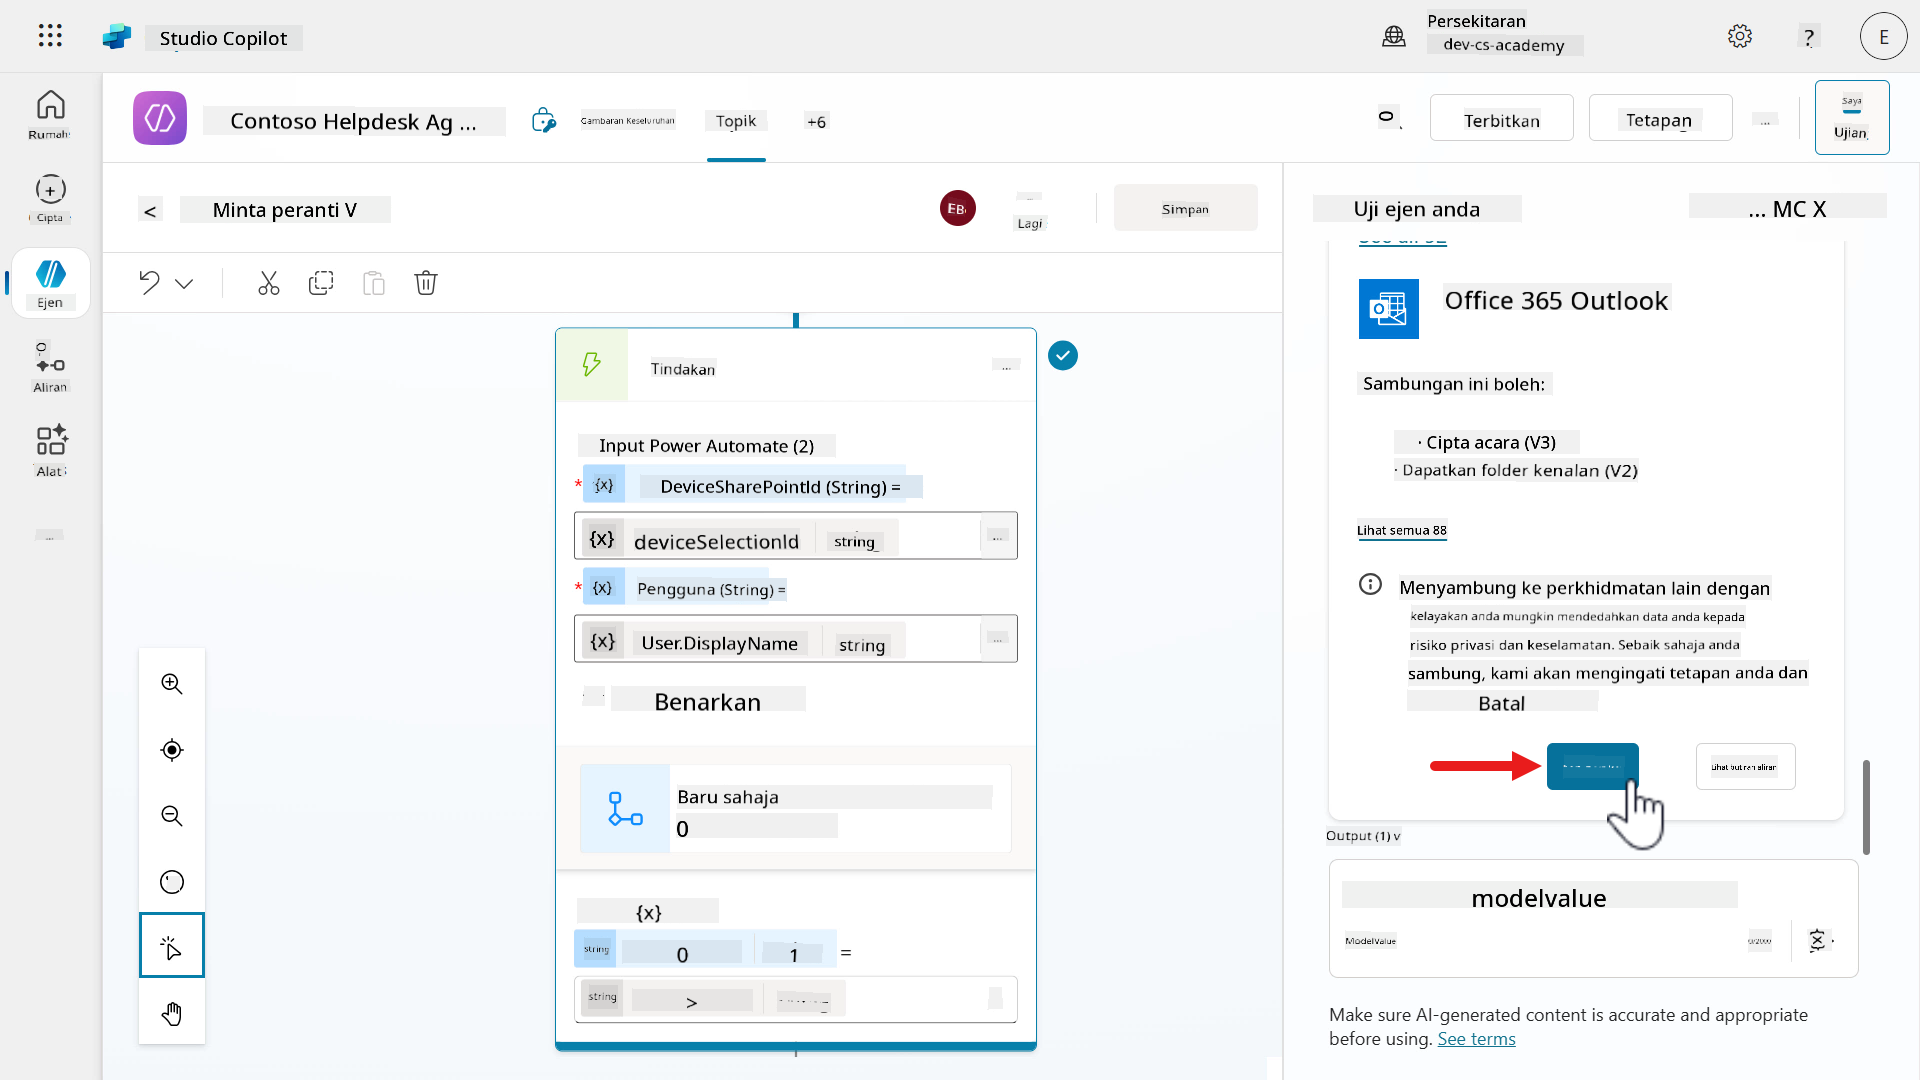 Studio Copilot
Persekitaran
dev-cs-academy
?
E
Rumah
Cipta
Ejen
Aliran
Alat
Contoso Helpdesk Ag ...
Gambaran Keseluruhan
Topik
+6
Terbitkan
Tetapan
...
Saya
Ujian
<
Minta peranti V
EB
Lagi
Simpan
Tindakan
...
Input Power Automate (2)
* {x} DeviceSharePointId (String) =
{x} deviceSelectionId string
...
* {x} Pengguna (String) =
{x} User.DisplayName string
...
Benarkan
Baru sahaja
0
{x}
string 0 1 =
string >
Uji ejen anda
... MC X
Office 365 Outlook
Sambungan ini boleh:
· Cipta acara (V3)
· Dapatkan folder kenalan (V2)
Lihat semua 88
Menyambung ke perkhidmatan lain dengan
kelayakan anda mungkin mendedahkan data anda kepada
risiko privasi dan keselamatan. Sebaik sahaja anda
sambung, kami akan mengingati tetapan anda dan
Batal
Lihat butiran aliran
Output (1) v
modelvalue
ModelValue
0/2000
{x}
Make sure AI-generated content is accurate and appropriate
before using. See terms